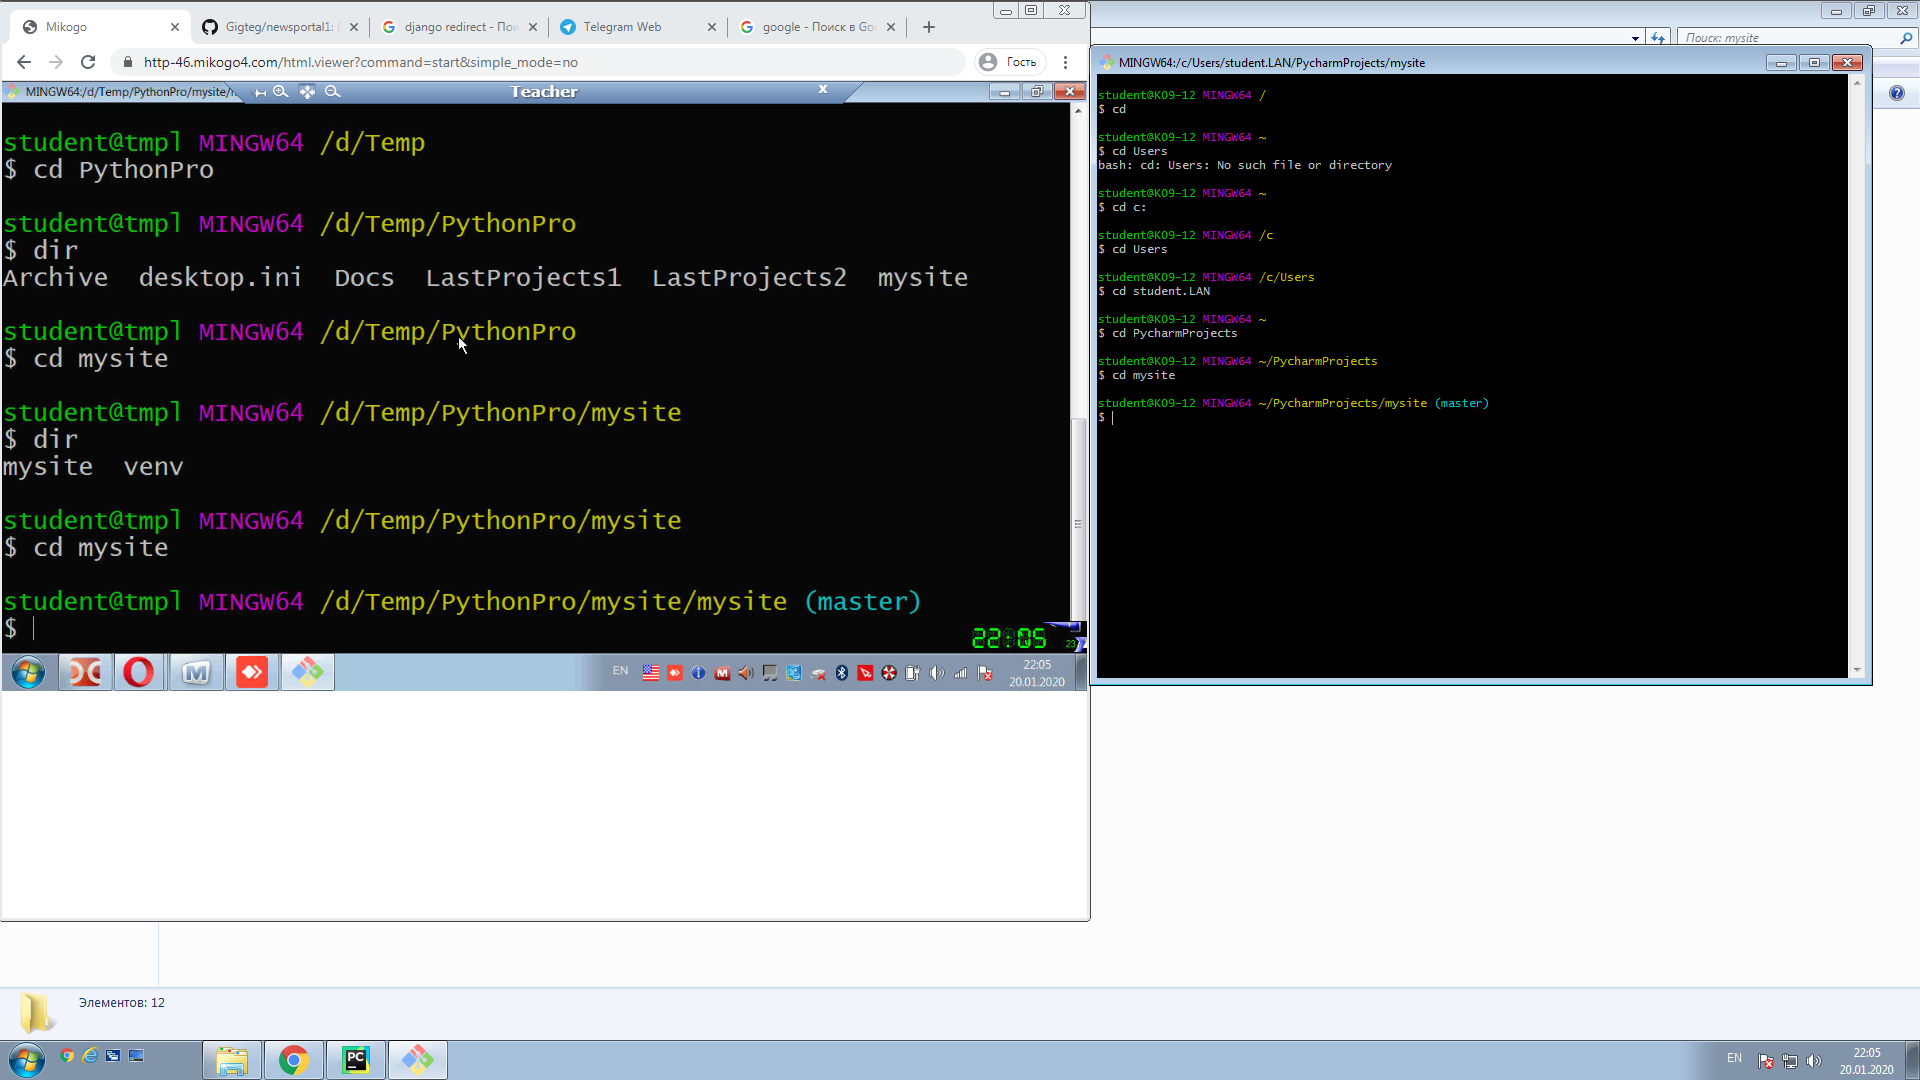 Mikogo
Gigteg/newsportal1:
django redirect - Пои
Telegram Web
google - Поиск в Goo
http-46.mikogo4.com/html.viewer?command=start&simple_mode=no
Гость
MINGW64:/d/Temp/PythonPro/mysite/
Teacher
x
student@tmpl MINGW64 /d/Temp
$ cd PythonPro
student@tmpl MINGW64 /d/Temp/PythonPro
$ dir
Archive desktop.ini Docs LastProjects1 LastProjects2 mysite
student@tmpl MINGW64 /d/Temp/PythonPro
$ cd mysite
student@tmpl MINGW64 /d/Temp/PythonPro/mysite
$ dir
mysite venv
student@tmpl MINGW64 /d/Temp/PythonPro/mysite
$ cd mysite
student@tmpl MINGW64 /d/Temp/PythonPro/mysite/mysite (master)
$
22:05
23
EN
22:05
20.01.2020
Поиск: mysite
MINGW64:/c/Users/student.LAN/PycharmProjects/mysite
student@K09-12 MINGW64 /
$ cd
student@K09-12 MINGW64 ~
$ cd Users
bash: cd: Users: No such file or directory
student@K09-12 MINGW64 ~
$ cd c:
student@K09-12 MINGW64 /c
$ cd Users
student@K09-12 MINGW64 /c/Users
$ cd student.LAN
student@K09-12 MINGW64 ~
$ cd PycharmProjects
student@K09-12 MINGW64 ~/PycharmProjects
$ cd mysite
student@K09-12 MINGW64 ~/PycharmProjects/mysite (master)
$
Элементов: 12
PC
EN
22:05
20.01.2020